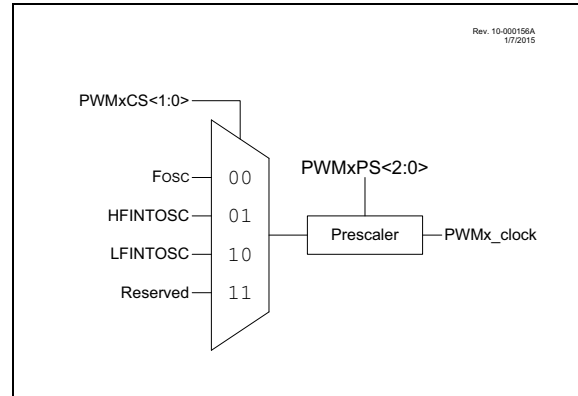 Rev. 10-000156A
1/7/2015
PWMxCS<1:0>
FOSC 00
PWMxPS<2:0>
HFINTOSC 01
Prescaler PWMx_clock
LFINTOSC 10
Reserved 11